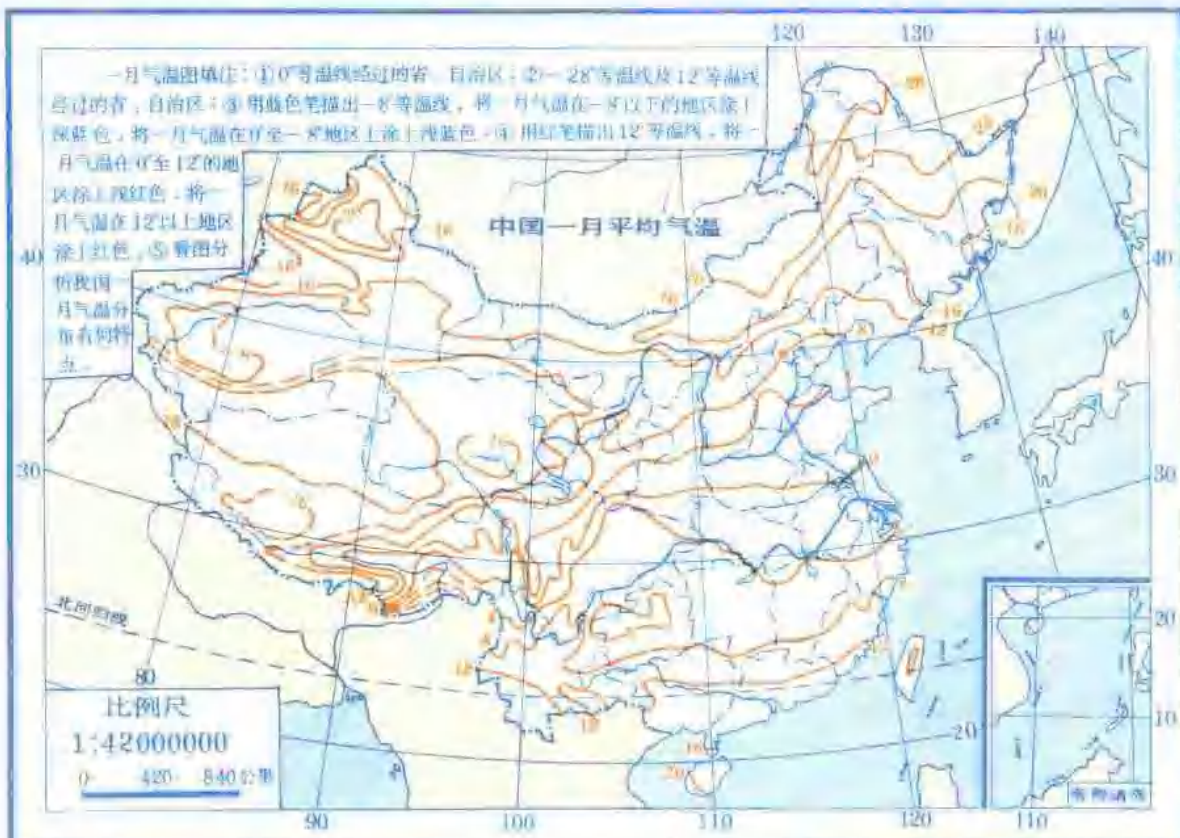 120 130 140
一月气温图填注：①0°等温线经过的省、自治区；②-28°等温线及12°等温线
经过的省、自治区；③用蓝色笔描出-8°等温线，将一月气温在-8°以下的地区涂上
深蓝色，将一月气温在0°至-8°地区上涂上浅蓝色，④用红笔描出12°等温线，将一
月气温在0°至12°的地
区涂上浅红色，将一
月气温在12°以上地区
涂上红色，⑤看图分
析我国一
月气温分
布有何特
点。
中国一月平均气温
40
40
30
30
北回归线
80
20
20
10
比例尺
1:42000000
0 420 840公里
南海诸岛
90 100 110 120 110